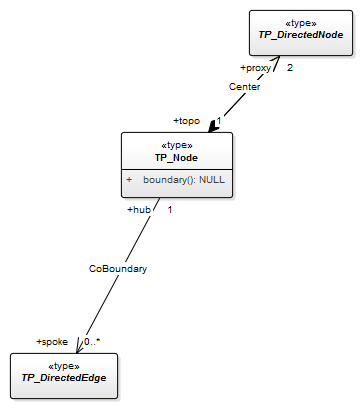 «type»
TP_DirectedNode
+proxy 2
Center
+topo 1
«type»
TP_Node
+ boundary(): NULL
+hub 1
CoBoundary
+spoke 0..*
«type»
TP_DirectedEdge